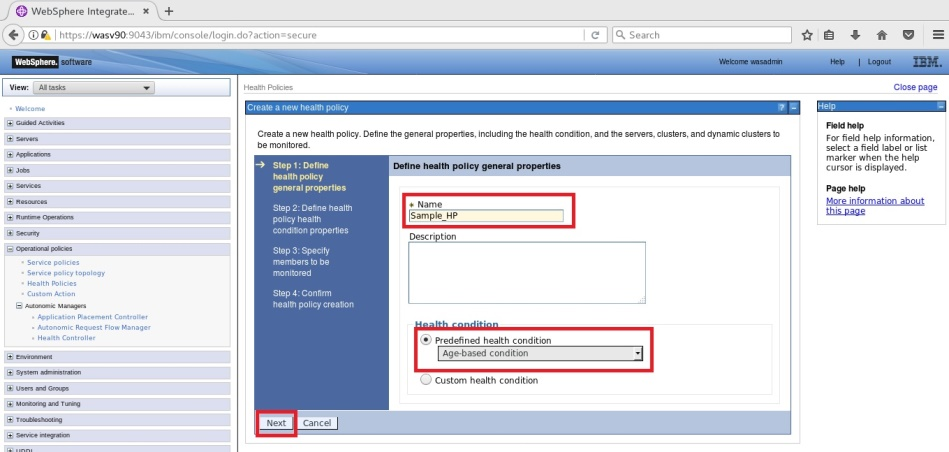 WebSphere Integrate...
https://wasv90:9043/ibm/console/login.do?action=secure
Search
WebSphere. software
Welcome wasadmin
Help | Logout
IBM.
View: All tasks
Welcome
Guided Activities
Servers
Applications
Jobs
Services
Resources
Runtime Operations
Security
Operational policies
Service policies
Service policy topology
Health Policies
Custom Action
Autonomic Managers
Application Placement Controller
Autonomic Request Flow Manager
Health Controller
Environment
System administration
Users and Groups
Monitoring and Tuning
Troubleshooting
Service integration
UDDI
Health Policies
Close page
Create a new health policy
?
Create a new health policy. Define the general properties, including the health condition, and the servers, clusters, and dynamic clusters to
be monitored.
Step 1: Define
health policy
general properties
Step 2: Define health
policy health
condition properties
Step 3: Specify
members to be
monitored
Step 4: Confirm
health policy creation
Define health policy general properties
* Name
Sample_HP
Description
Health condition
Predefined health condition
Age-based condition
Custom health condition
Next
Cancel
Help
Field help
For field help information,
select a field label or list
marker when the help
cursor is displayed.
Page help
More information about
this page